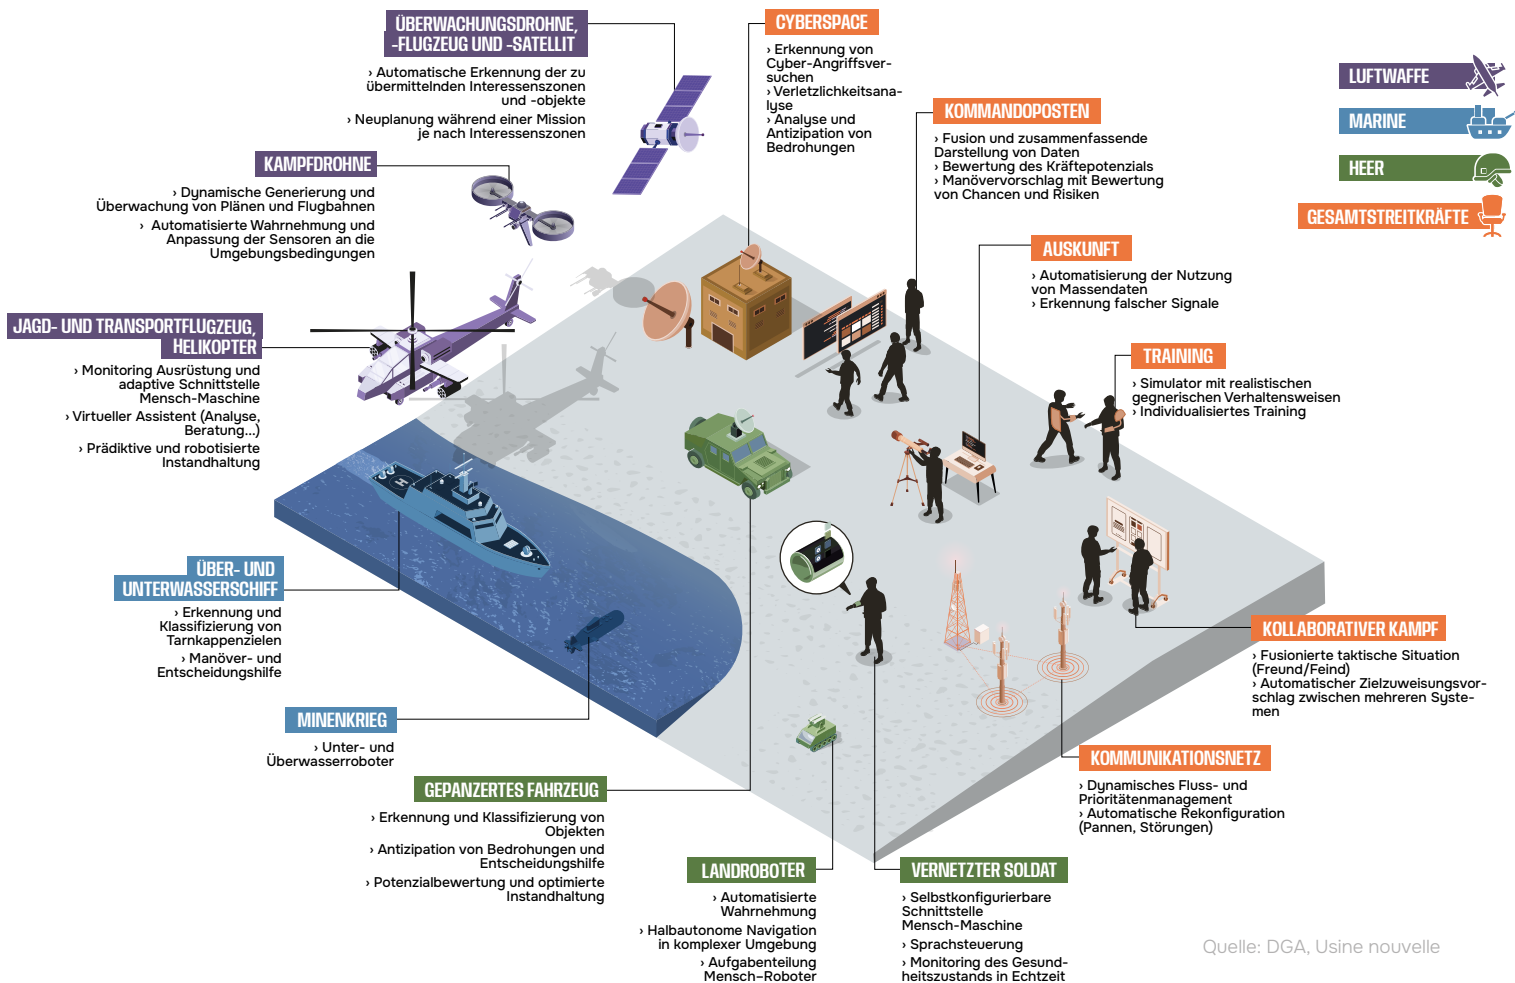 ÜBERWACHUNGSDROHNE,
-FLUGZEUG UND -SATELLIT
› Automatische Erkennung der zu
übermittelnden Interessenszonen
und -objekte
› Neuplanung während einer Mission
je nach Interessenszonen
KAMPFDROHNE
› Dynamische Generierung und
Überwachung von Plänen und Flugbahnen
› Automatisierte Wahrnehmung und
Anpassung der Sensoren an die
Umgebungsbedingungen
JAGD- UND TRANSPORTFLUGZEUG,
HELIKOPTER
› Monitoring Ausrüstung und
adaptive Schnittstelle
Mensch-Maschine
› Virtueller Assistent (Analyse,
Beratung...)
› Prädiktive und robotisierte
Instandhaltung
ÜBER- UND
UNTERWASSERSCHIFF
› Erkennung und
Klassifizierung von
Tarnkappenzielen
› Manöver- und
Entscheidungshilfe
MINENKRIEG
› Unter- und
Überwasserroboter
GEPANZERTES FAHRZEUG
› Erkennung und Klassifizierung von
Objekten
› Antizipation von Bedrohungen und
Entscheidungshilfe
› Potenzialbewertung und optimierte
Instandhaltung
LANDROBOTER
› Automatisierte
Wahrnehmung
› Halbautonome Navigation
in komplexer Umgebung
› Aufgabenteilung
Mensch–Roboter
VERNETZTER SOLDAT
› Selbstkonfigurierbare
Schnittstelle
Mensch-Maschine
› Sprachsteuerung
› Monitoring des Gesund-
heitszustands in Echtzeit
CYBERSPACE
› Erkennung von
Cyber-Angriffsver-
suchen
› Verletzlichkeitsana-
lyse
› Analyse und
Antizipation von
Bedrohungen
KOMMANDOPOSTEN
› Fusion und zusammenfassende
Darstellung von Daten
› Bewertung des Kräftepotenzials
› Manövervorschlag mit Bewertung
von Chancen und Risiken
AUSKUNFT
› Automatisierung der Nutzung
von Massendaten
› Erkennung falscher Signale
TRAINING
› Simulator mit realistischen
gegnerischen Verhaltensweisen
› Individualisiertes Training
KOLLABORATIVER KAMPF
› Fusionierte taktische Situation
(Freund/Feind)
› Automatischer Zielzuweisungsvor-
schlag zwischen mehreren Syste-
men
KOMMUNIKATIONSNETZ
› Dynamisches Fluss- und
Prioritätenmanagement
› Automatische Rekonfiguration
(Pannen, Störungen)
LUFTWAFFE
MARINE
HEER
GESAMTSTREITKRÄFTE
H
Quelle: DGA, Usine nouvelle